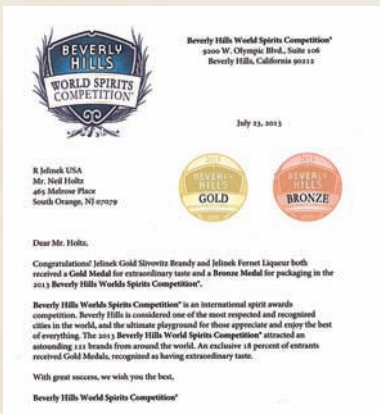 BEVERLY
HILLS
WORLD SPIRITS
COMPETITION
Beverly Hills World Spirits Competition®
9200 W. Olympic Blvd., Suite 106
Beverly Hills, California 90212
July 23, 2013
R Jelinek USA
Mr. Neil Holtz
465 Melrose Place
South Orange, NJ 07079
2013
BEVERLY
HILLS
GOLD
2013
BEVERLY
HILLS
BRONZE
Dear Mr. Holtz,
Congratulations! Jelinek Gold Slivovitz Brandy and Jelinek Fernet Liqueur both
received a Gold Medal for extraordinary taste and a Bronze Medal for packaging in the
2013 Beverly Hills World Spirits Competition®.
Beverly Hills Worlds Spirits Competition® is an international spirit awards
competition. Beverly Hills is considered one of the most respected and recognized
cities in the world, and the ultimate playground for those appreciate and enjoy the best
of everything. The 2013 Beverly Hills World Spirits Competition® attracted an
astounding 121 brands from around the world. An exclusive 18 percent of entrants
received Gold Medals, recognized as having extraordinary taste.
With great success, we wish you the best,
Beverly Hills World Spirits Competition®